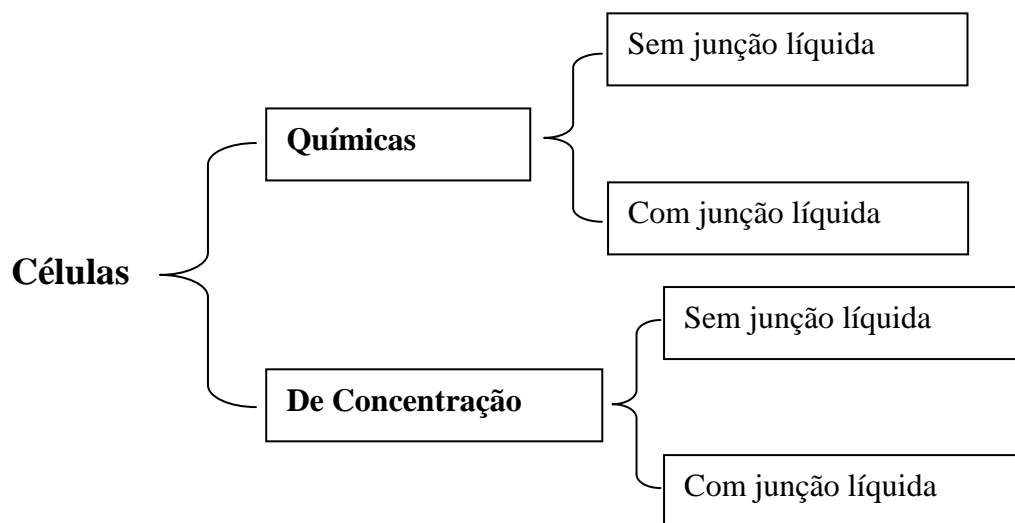 Sem junção líquida
Químicas
Com junção líquida
Células
Sem junção líquida
De Concentração
Com junção líquida